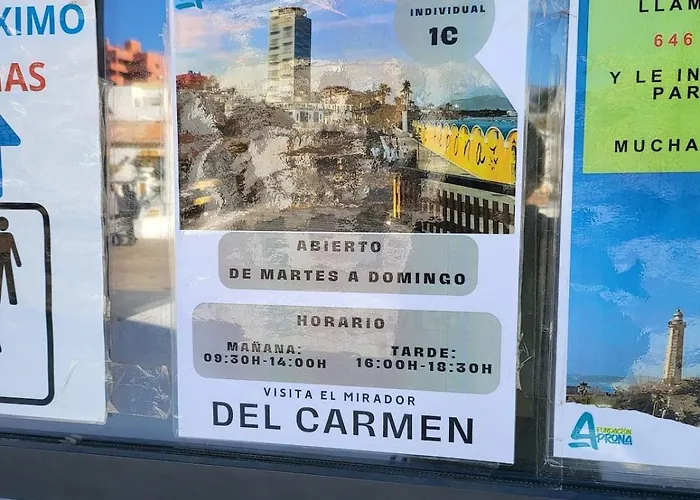 XIMO
MAS
INDIVIDUAL
1€
ABIERTO
DE MARTES A DOMINGO
HORARIO
MAÑANA:
09:30H-14:00H
TARDE:
16:00H-18:30H
VISITA EL MIRADOR
DEL CARMEN
LLAM
646
Y LE IN
PAR
MUCHA
FUNDACIÓN
APRONA